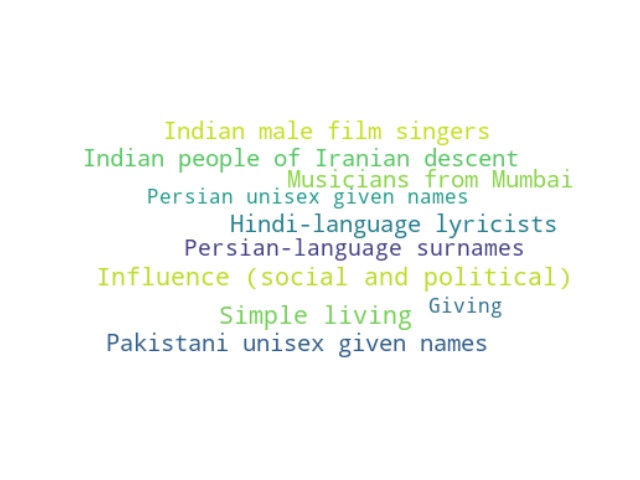 Indian male film singers
Indian people of Iranian descent
Musicians from Mumbai
Persian unisex given names
Hindi-language lyricists
Persian-language surnames
Influence (social and political)
Giving
Simple living
Pakistani unisex given names